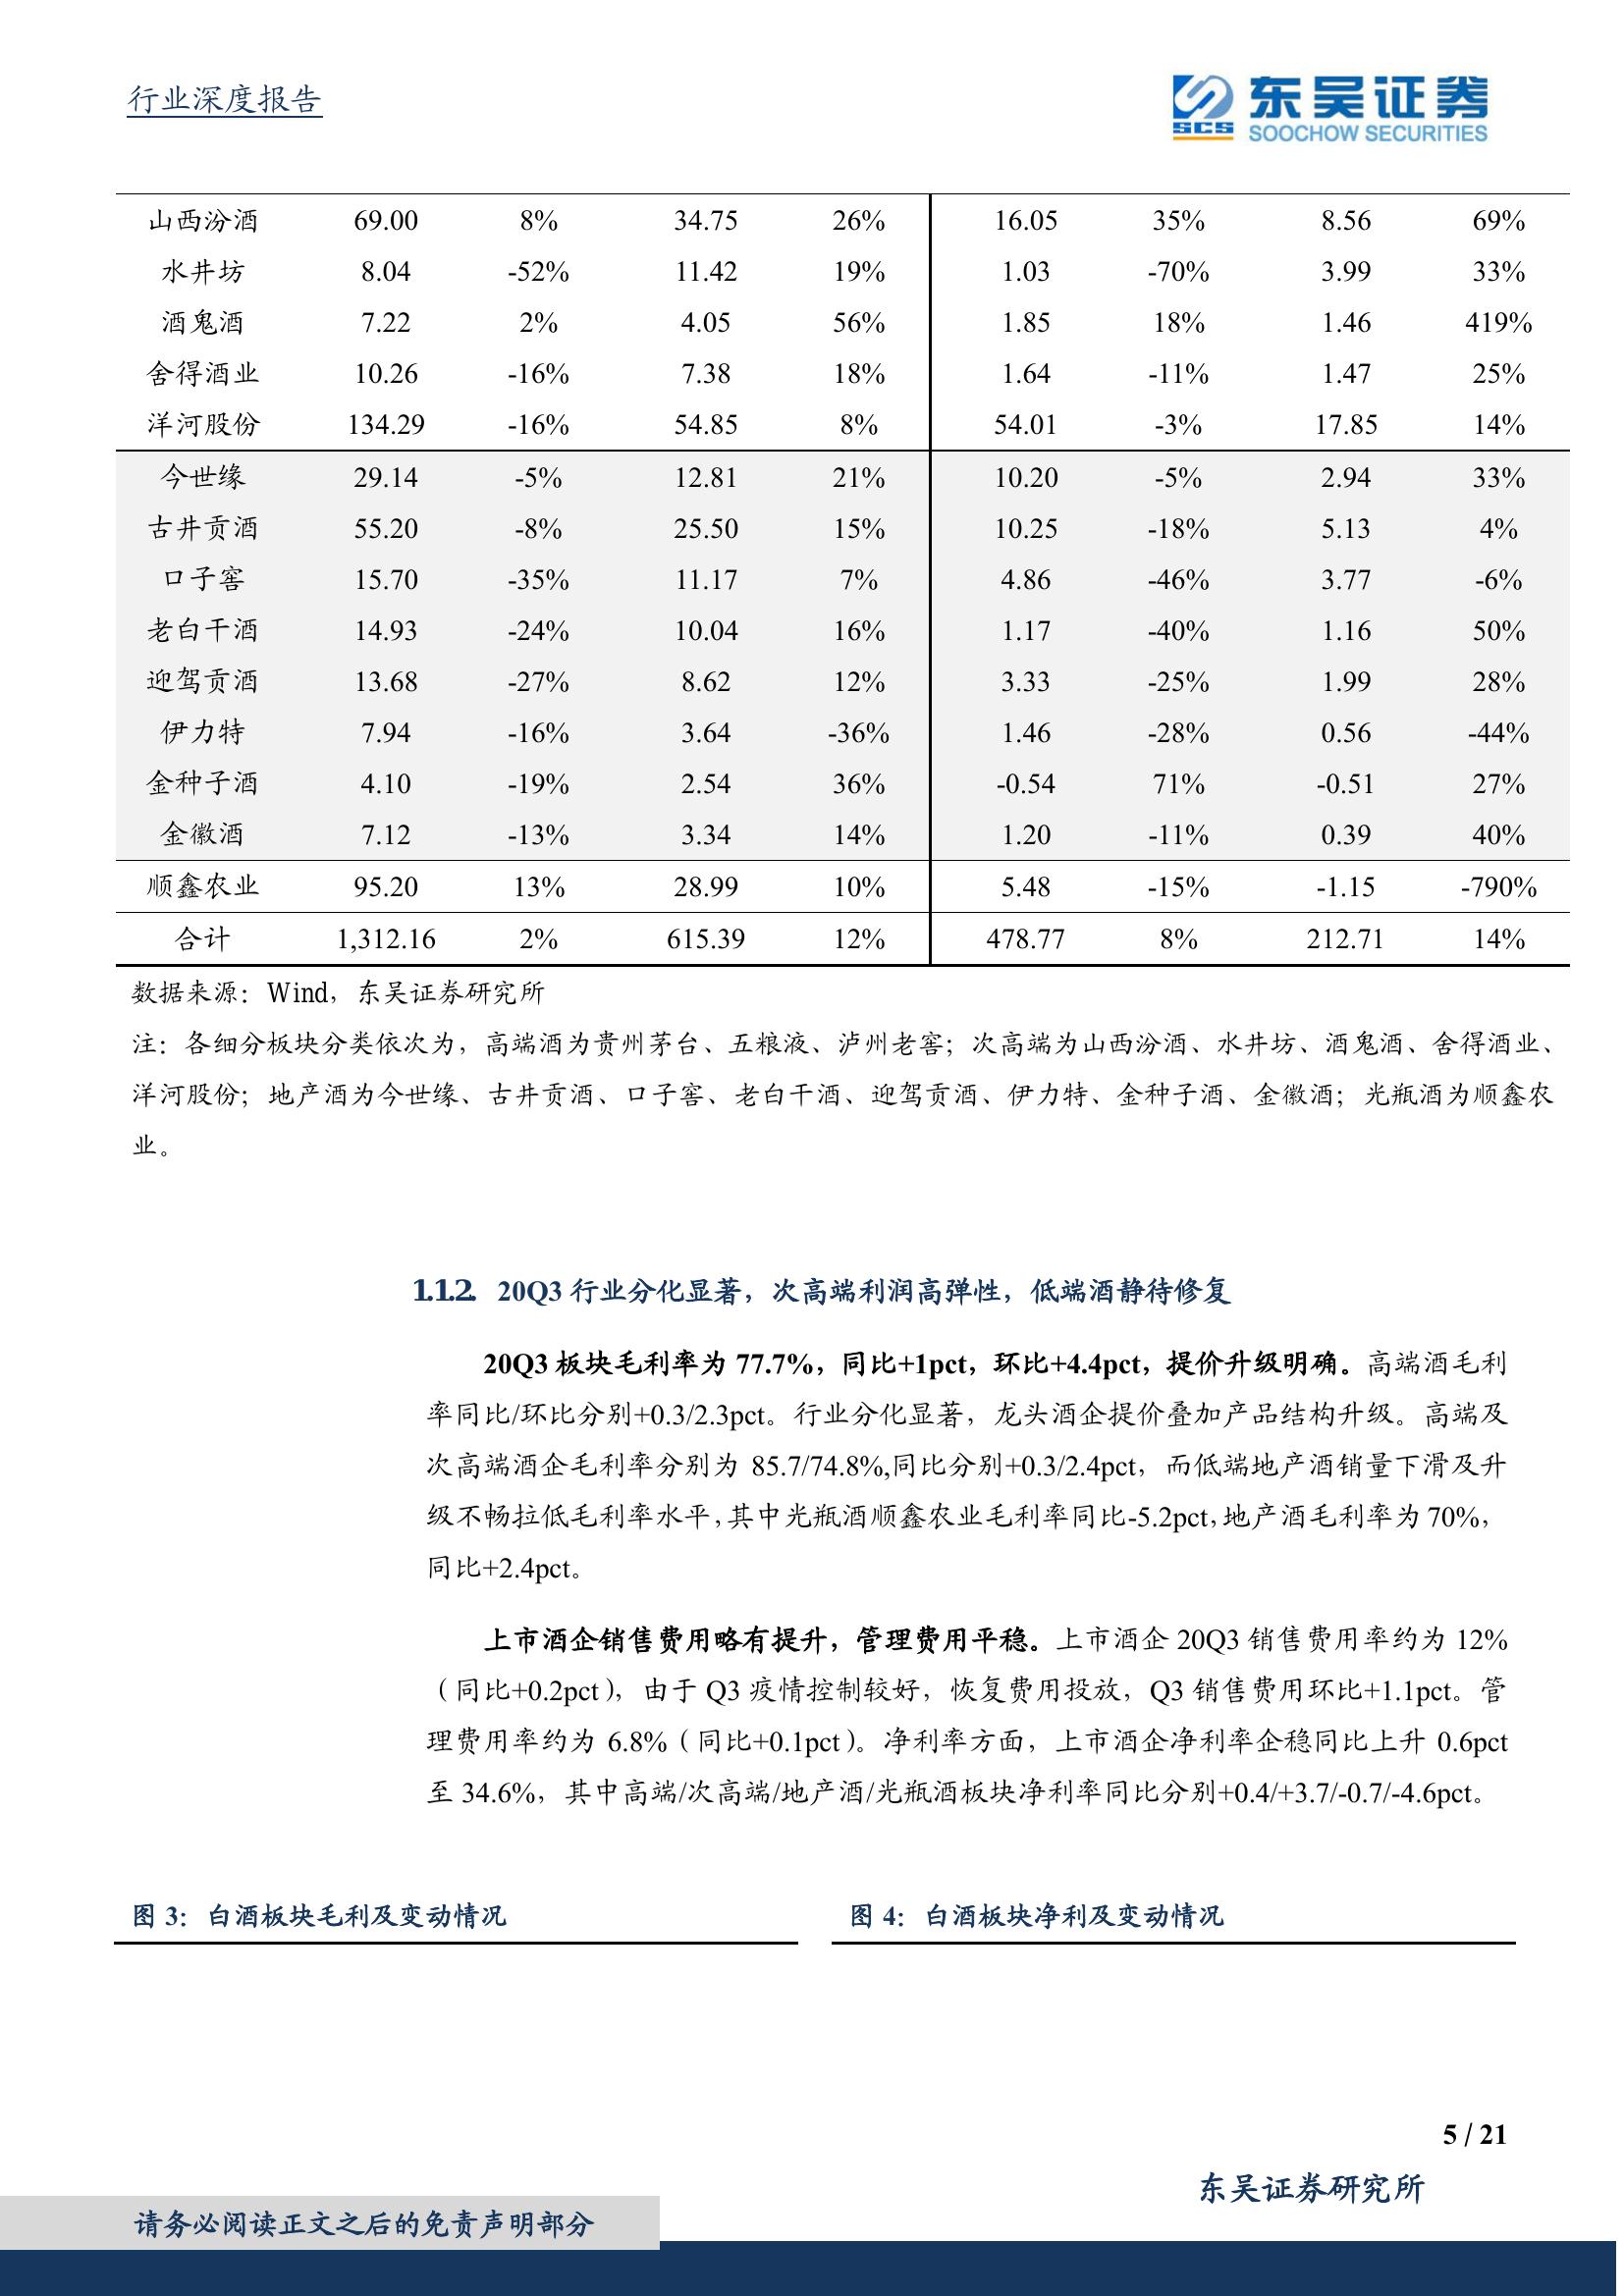 行业深度报告
东吴证券
SCS
SOOCHOW SECURITIES
山西汾酒 69.00 8% 34.75 26% 16.05 35% 8.56 69%
水井坊 8.04 -52% 11.42 19% 1.03 -70% 3.99 33%
酒鬼酒 7.22 2% 4.05 56% 1.85 18% 1.46 419%
舍得酒业 10.26 -16% 7.38 18% 1.64 -11% 1.47 25%
洋河股份 134.29 -16% 54.85 8% 54.01 -3% 17.85 14%
今世缘 29.14 -5% 12.81 21% 10.20 -5% 2.94 33%
古井贡酒 55.20 -8% 25.50 15% 10.25 -18% 5.13 4%
口子窖 15.70 -35% 11.17 7% 4.86 -46% 3.77 -6%
老白干酒 14.93 -24% 10.04 16% 1.17 -40% 1.16 50%
迎驾贡酒 13.68 -27% 8.62 12% 3.33 -25% 1.99 28%
伊力特 7.94 -16% 3.64 -36% 1.46 -28% 0.56 -44%
金种子酒 4.10 -19% 2.54 36% -0.54 71% -0.51 27%
金徽酒 7.12 -13% 3.34 14% 1.20 -11% 0.39 40%
顺鑫农业 95.20 13% 28.99 10% 5.48 -15% -1.15 -790%
合计 1,312.16 2% 615.39 12% 478.77 8% 212.71 14%
数据来源：Wind，东吴证券研究所
注：各细分板块分类依次为，高端酒为贵州茅台、五粮液、泸州老窖；次高端为山西汾酒、水井坊、酒鬼酒、舍得酒业、
洋河股份；地产酒为今世缘、古井贡酒、口子窖、老白干酒、迎驾贡酒、伊力特、金种子酒、金徽酒；光瓶酒为顺鑫农
业。
1.1.2. 20Q3 行业分化显著，次高端利润高弹性，低端酒静待修复
20Q3 板块毛利率为 77.7%，同比+1pct，环比+4.4pct，提价升级明确。高端酒毛利
率同比/环比分别+0.3/2.3pct。行业分化显著，龙头酒企提价叠加产品结构升级。高端及
次高端酒企毛利率分别为 85.7/74.8%,同比分别+0.3/2.4pct，而低端地产酒销量下滑及升
级不畅拉低毛利率水平，其中光瓶酒顺鑫农业毛利率同比-5.2pct，地产酒毛利率为 70%，
同比+2.4pct。
上市酒企销售费用略有提升，管理费用平稳。上市酒企 20Q3 销售费用率约为 12%
（同比+0.2pct），由于 Q3 疫情控制较好，恢复费用投放，Q3 销售费用环比+1.1pct。管
理费用率约为 6.8%（同比+0.1pct）。净利率方面，上市酒企净利率企稳同比上升 0.6pct
至 34.6%，其中高端/次高端/地产酒/光瓶酒板块净利率同比分别+0.4/+3.7/-0.7/-4.6pct。
图 3：白酒板块毛利及变动情况
图 4：白酒板块净利及变动情况
5 / 21
东吴证券研究所
请务必阅读正文之后的免责声明部分